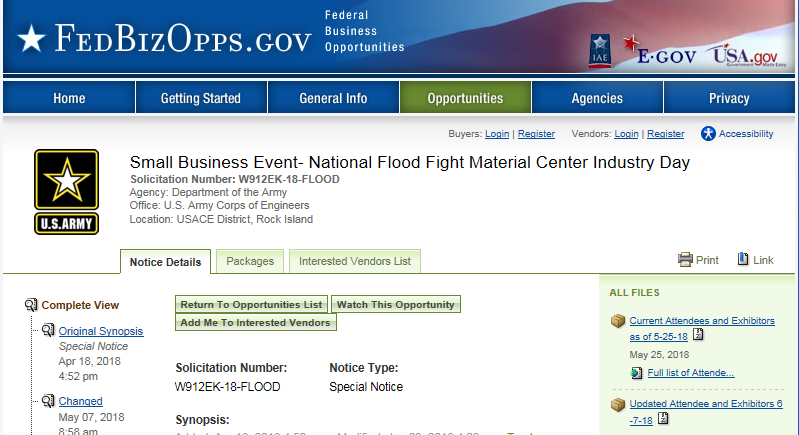 FedBizOpps.gov
Federal
Business
Opportunities
IAE
E-GOV
USA.gov
Government Made Easy
Home
Getting Started
General Info
Opportunities
Agencies
Privacy
Buyers: Login | Register Vendors: Login | Register Accessibility
U.S.ARMY
Small Business Event- National Flood Fight Material Center Industry Day
Solicitation Number: W912EK-18-FLOOD
Agency: Department of the Army
Office: U.S. Army Corps of Engineers
Location: USACE District, Rock Island
Notice Details
Packages
Interested Vendors List
Print
Link
Complete View
Original Synopsis
Special Notice
Apr 18, 2018
4:52 pm
Changed
May 07, 2018
8:58 am
Return To Opportunities List
Watch This Opportunity
Add Me To Interested Vendors
Solicitation Number:
W912EK-18-FLOOD
Notice Type:
Special Notice
Synopsis:
ALL FILES
Current Attendees and Exhibitors
as of 5-25-18
May 25, 2018
Full list of Attende...
Updated Attendee and Exhibitors 6
-7-18